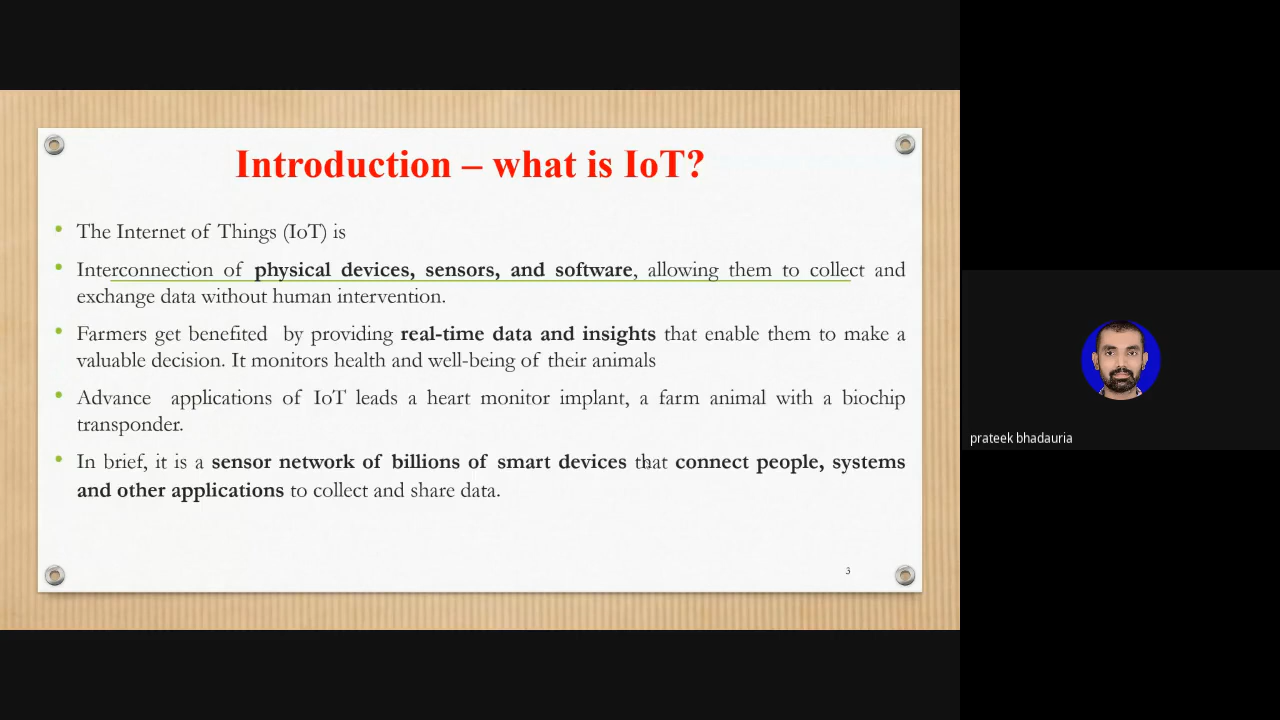 Introduction – what is IoT?
• The Internet of Things (IoT) is
• Interconnection of physical devices, sensors, and software, allowing them to collect and
exchange data without human intervention.
• Farmers get benefited by providing real-time data and insights that enable them to make a
valuable decision. It monitors health and well-being of their animals
• Advance applications of IoT leads a heart monitor implant, a farm animal with a biochip
transponder.
• In brief, it is a sensor network of billions of smart devices that connect people, systems
and other applications to collect and share data.
3
prateek bhadauria